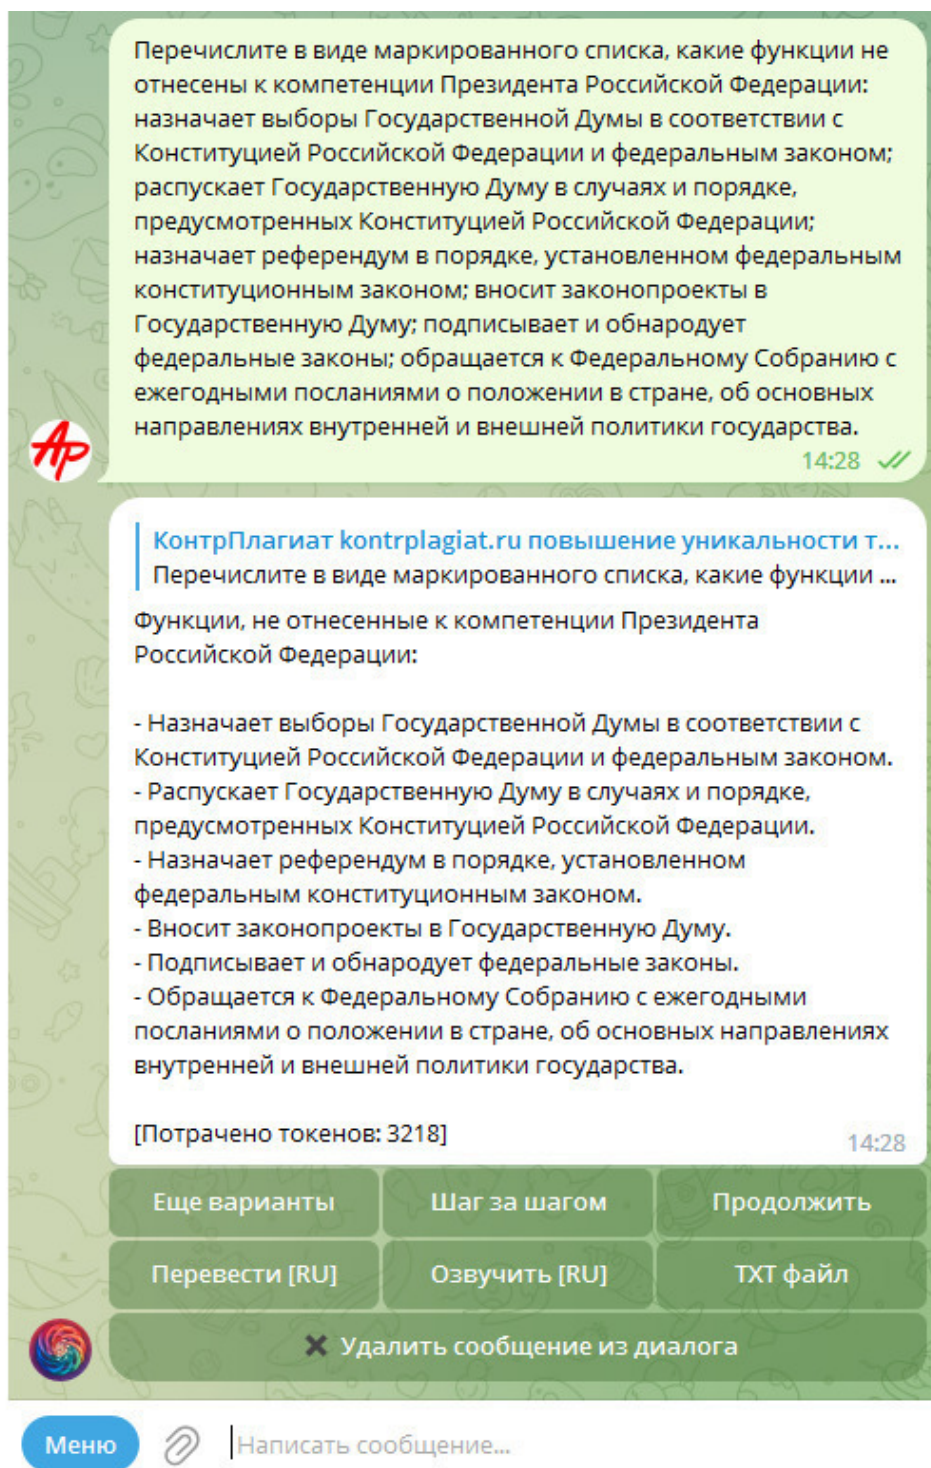 Перечислите в виде маркированного списка, какие функции не
отнесены к компетенции Президента Российской Федерации:
назначает выборы Государственной Думы в соответствии с
Конституцией Российской Федерации и федеральным законом;
распускает Государственную Думу в случаях и порядке,
предусмотренных Конституцией Российской Федерации;
назначает референдум в порядке, установленном федеральным
конституционным законом; вносит законопроекты в
Государственную Думу; подписывает и обнародует
федеральные законы; обращается к Федеральному Собранию с
ежегодными посланиями о положении в стране, об основных
направлениях внутренней и внешней политики государства.
Ар
14:28
КонтрПлагиат kontrplagiat.ru повышение уникальности т...
Перечислите в виде маркированного списка, какие функции ...
Функции, не отнесенные к компетенции Президента
Российской Федерации:
- Назначает выборы Государственной Думы в соответствии с
Конституцией Российской Федерации и федеральным законом.
- Распускает Государственную Думу в случаях и порядке,
предусмотренных Конституцией Российской Федерации.
- Назначает референдум в порядке, установленном
федеральным конституционным законом.
- Вносит законопроекты в Государственную Думу.
- Подписывает и обнародует федеральные законы.
- Обращается к Федеральному Собранию с ежегодными
посланиями о положении в стране, об основных направлениях
внутренней и внешней политики государства.
[Потрачено токенов: 3218]
14:28
Еще варианты Шаг за шагом Продолжить
Перевести [RU] Озвучить [RU] TXT файл
✖ Удалить сообщение из диалога
Меню Написать сообщение...